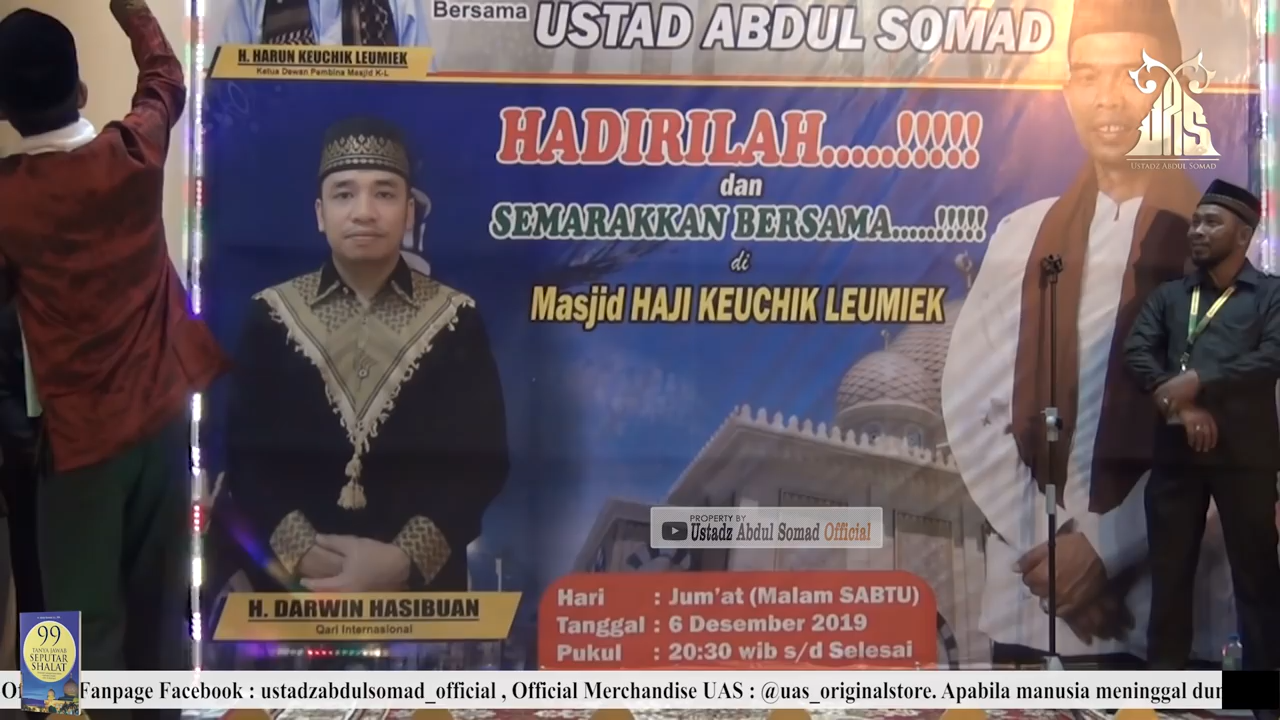 Bersama USTAD ABDUL SOMAD
H. HARUN KEUCHIK LEUMIEK
Ketua Dewan Pembina Masjid K-L
UAS
USTADZ ABDUL SOMAD
HADIRILAH.....!!!!!
dan
SEMARAKKAN BERSAMA.....!!!!!
di
Masjid HAJI KEUCHIK LEUMIEK
PROPERTY BY
Ustadz Abdul Somad Official
H. DARWIN HASIBUAN
Qari Internasional
Hari : Jum'at (Malam SABTU)
Tanggal : 6 Desember 2019
Pukul : 20:30 wib s/d Selesai
99
TANYA JAWAB
SEPUTAR
SHALAT
Of Fanpage Facebook : ustadzabdulsomad_official , Official Merchandise UAS : @uas_originalstore. Apabila manusia meninggal dun